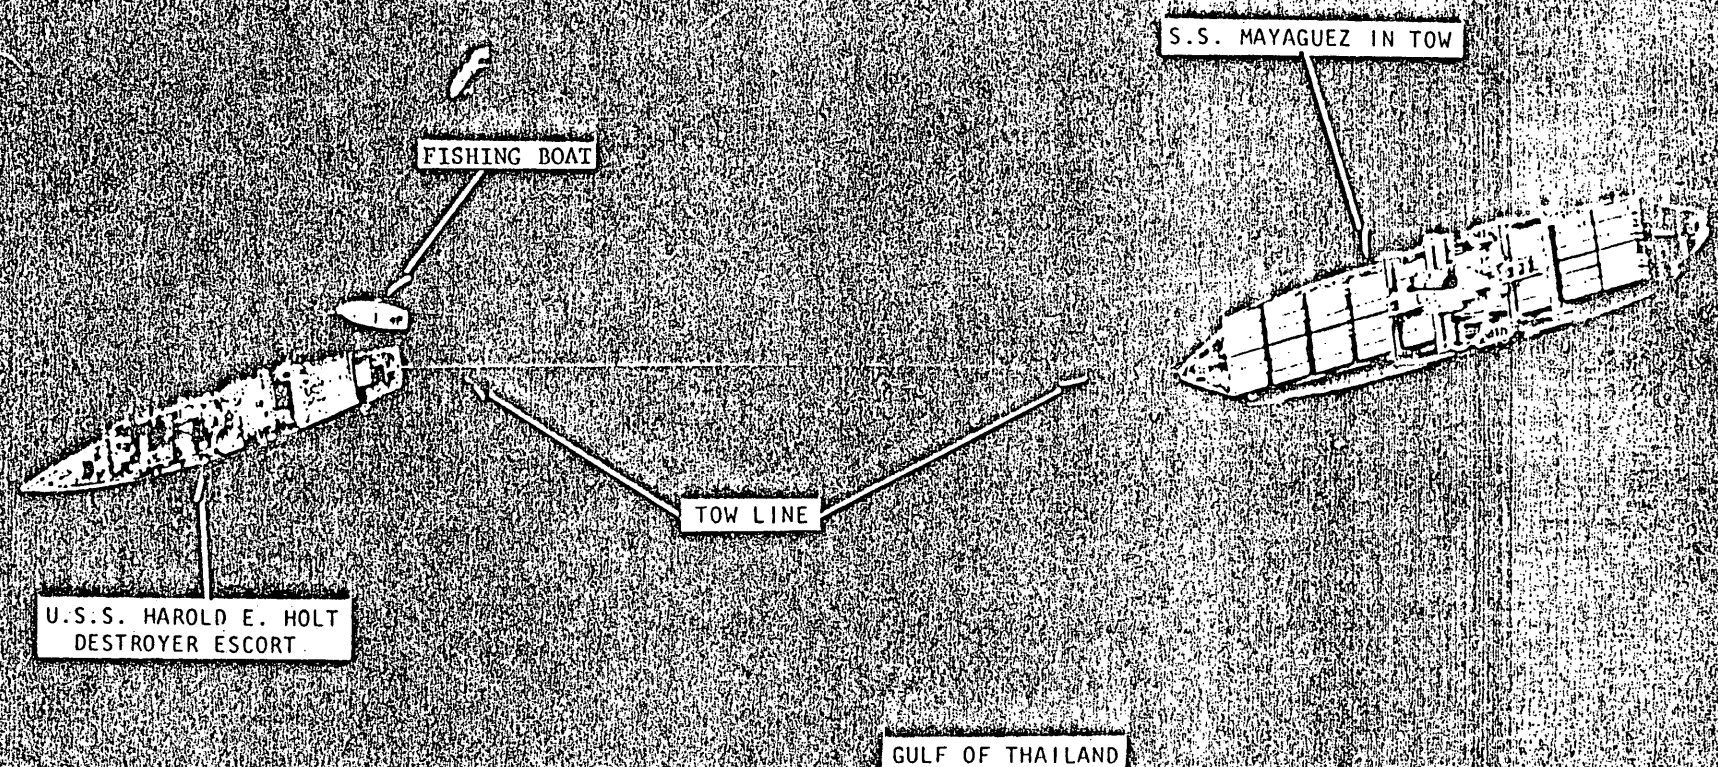 S.S. MAYAGUEZ IN TOW
FISHING BOAT
TOW LINE
U.S.S. HAROLD E. HOLT
DESTROYER ESCORT
GULF OF THAILAND